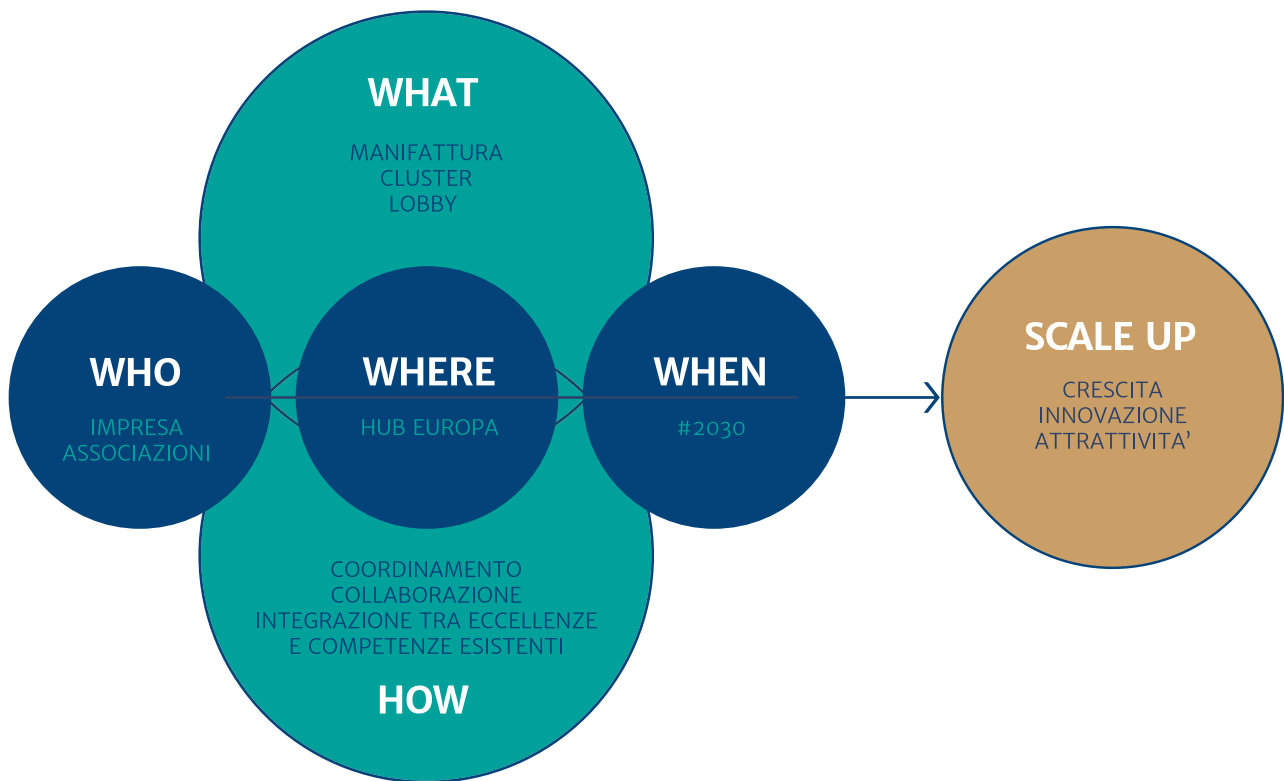 WHAT
MANIFATTURA
CLUSTER
LOBBY
WHO
IMPRESA
ASSOCIAZIONI
WHERE
HUB EUROPA
WHEN
#2030
SCALE UP
CRESCITA
INNOVAZIONE
ATTRATTIVITA’
COORDINAMENTO
COLLABORAZIONE
INTEGRAZIONE TRA ECCELLENZE
E COMPETENZE ESISTENTI
HOW